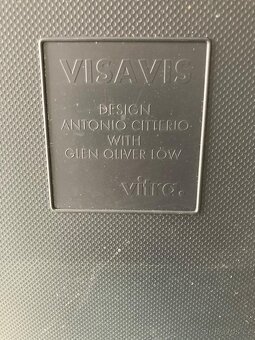 VISAVIS
DESIGN
ANTONIO CITTERIO
WITH
GLEN OLIVER LÖW
vitra.